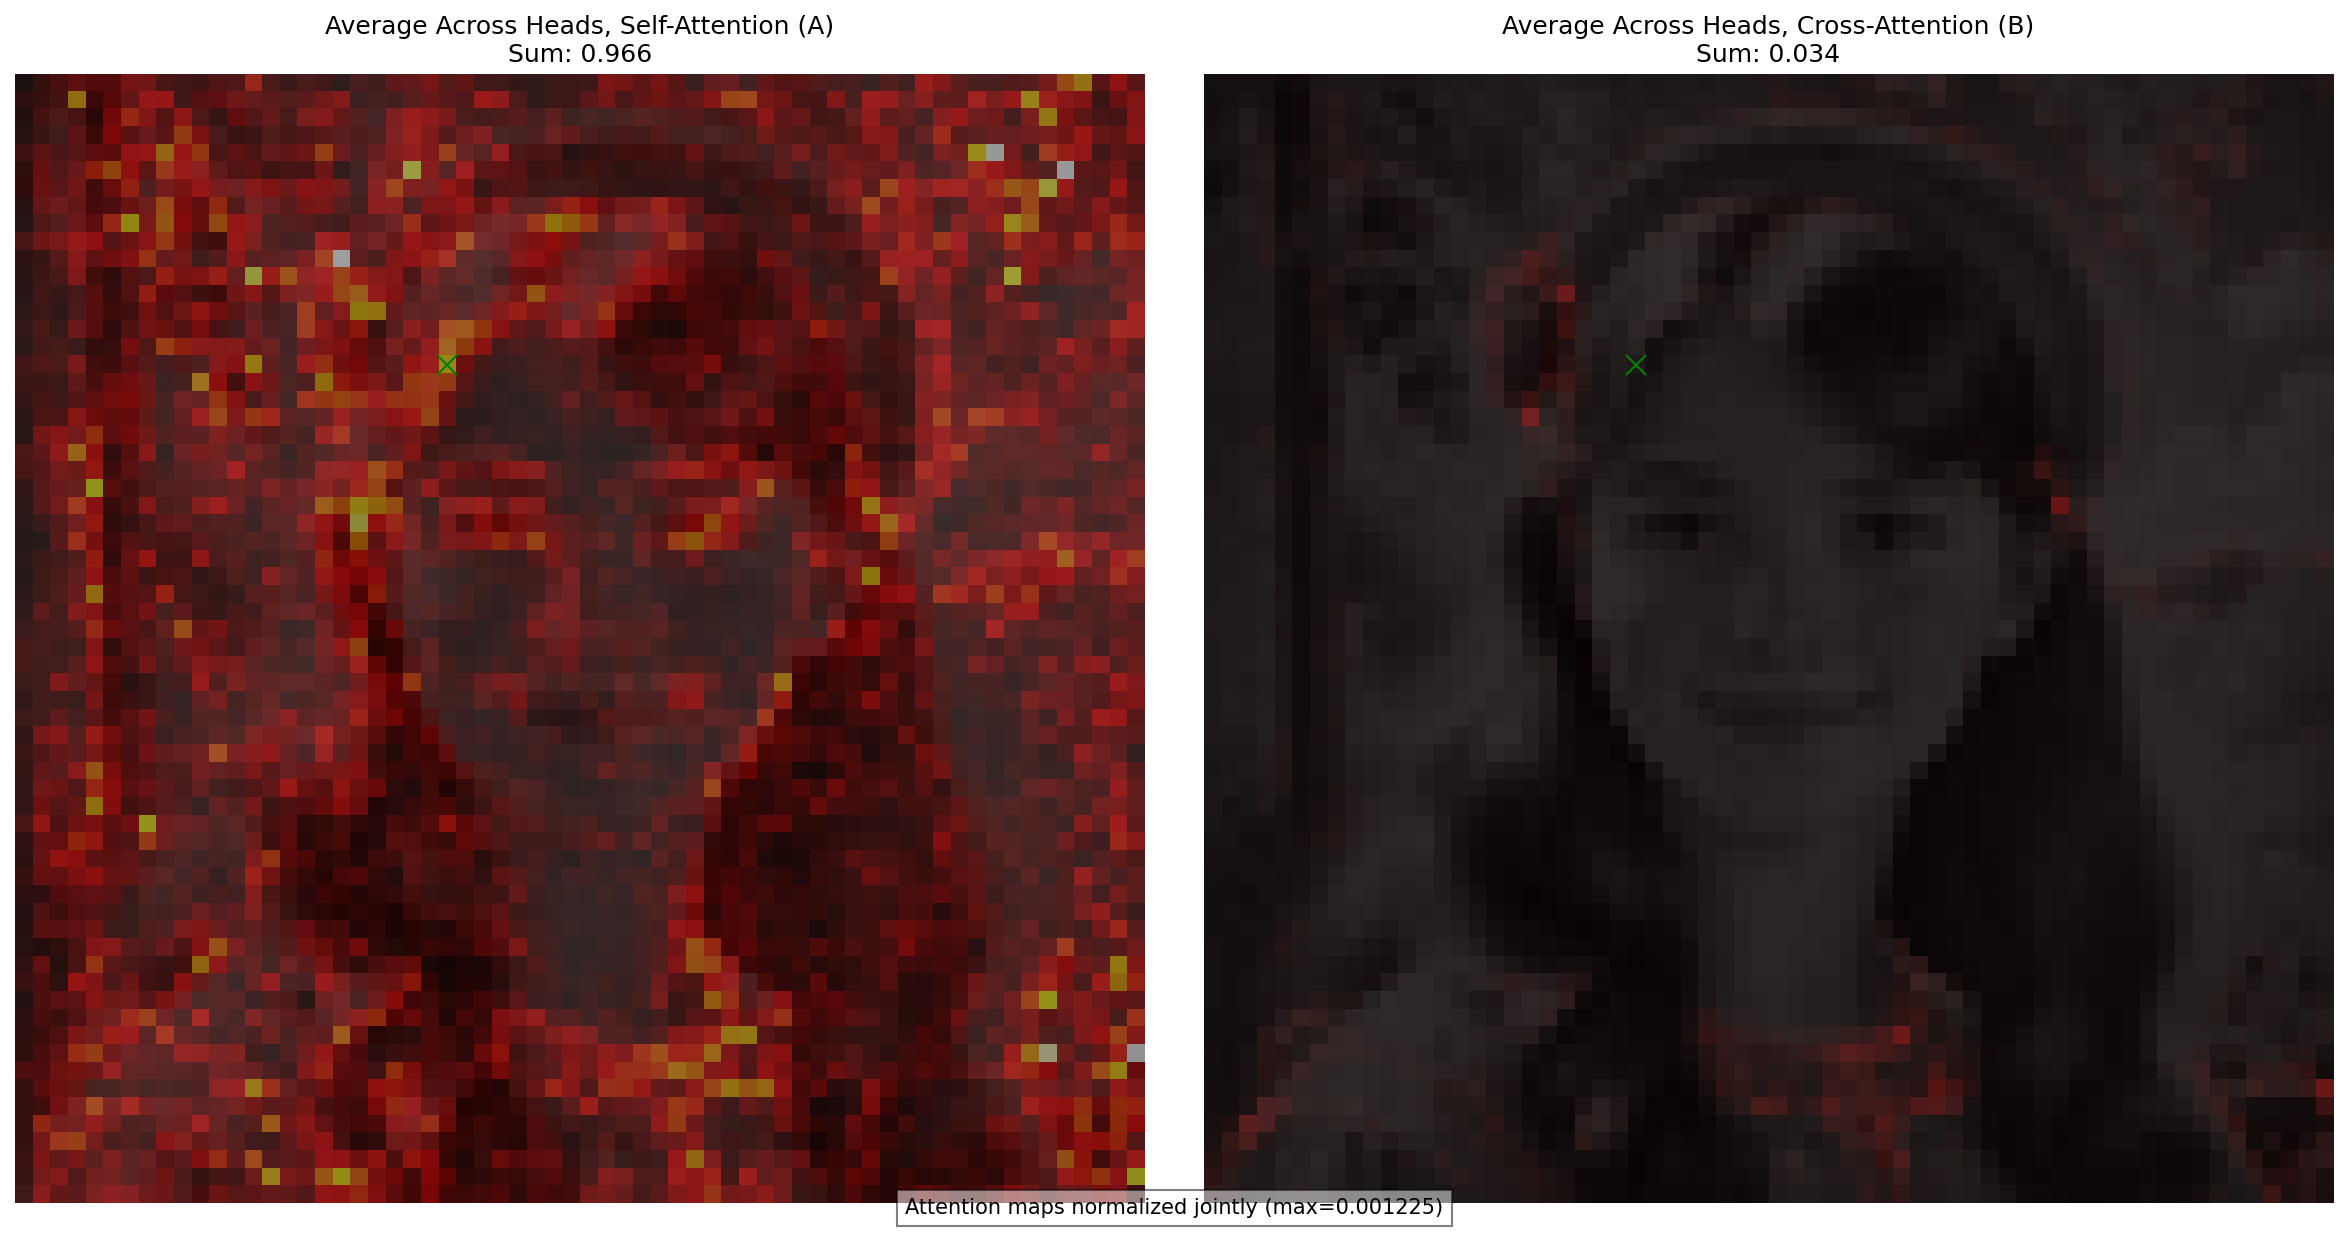 Average Across Heads, Self-Attention (A)
Sum: 0.966
Average Across Heads, Cross-Attention (B)
Sum: 0.034
Attention maps normalized jointly (max=0.001225)